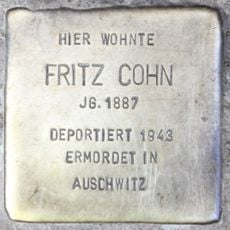 HIER WOHNTE
FRITZ COHN
JG. 1887
DEPORTIERT 1943
ERMORDET IN
AUSCHWITZ